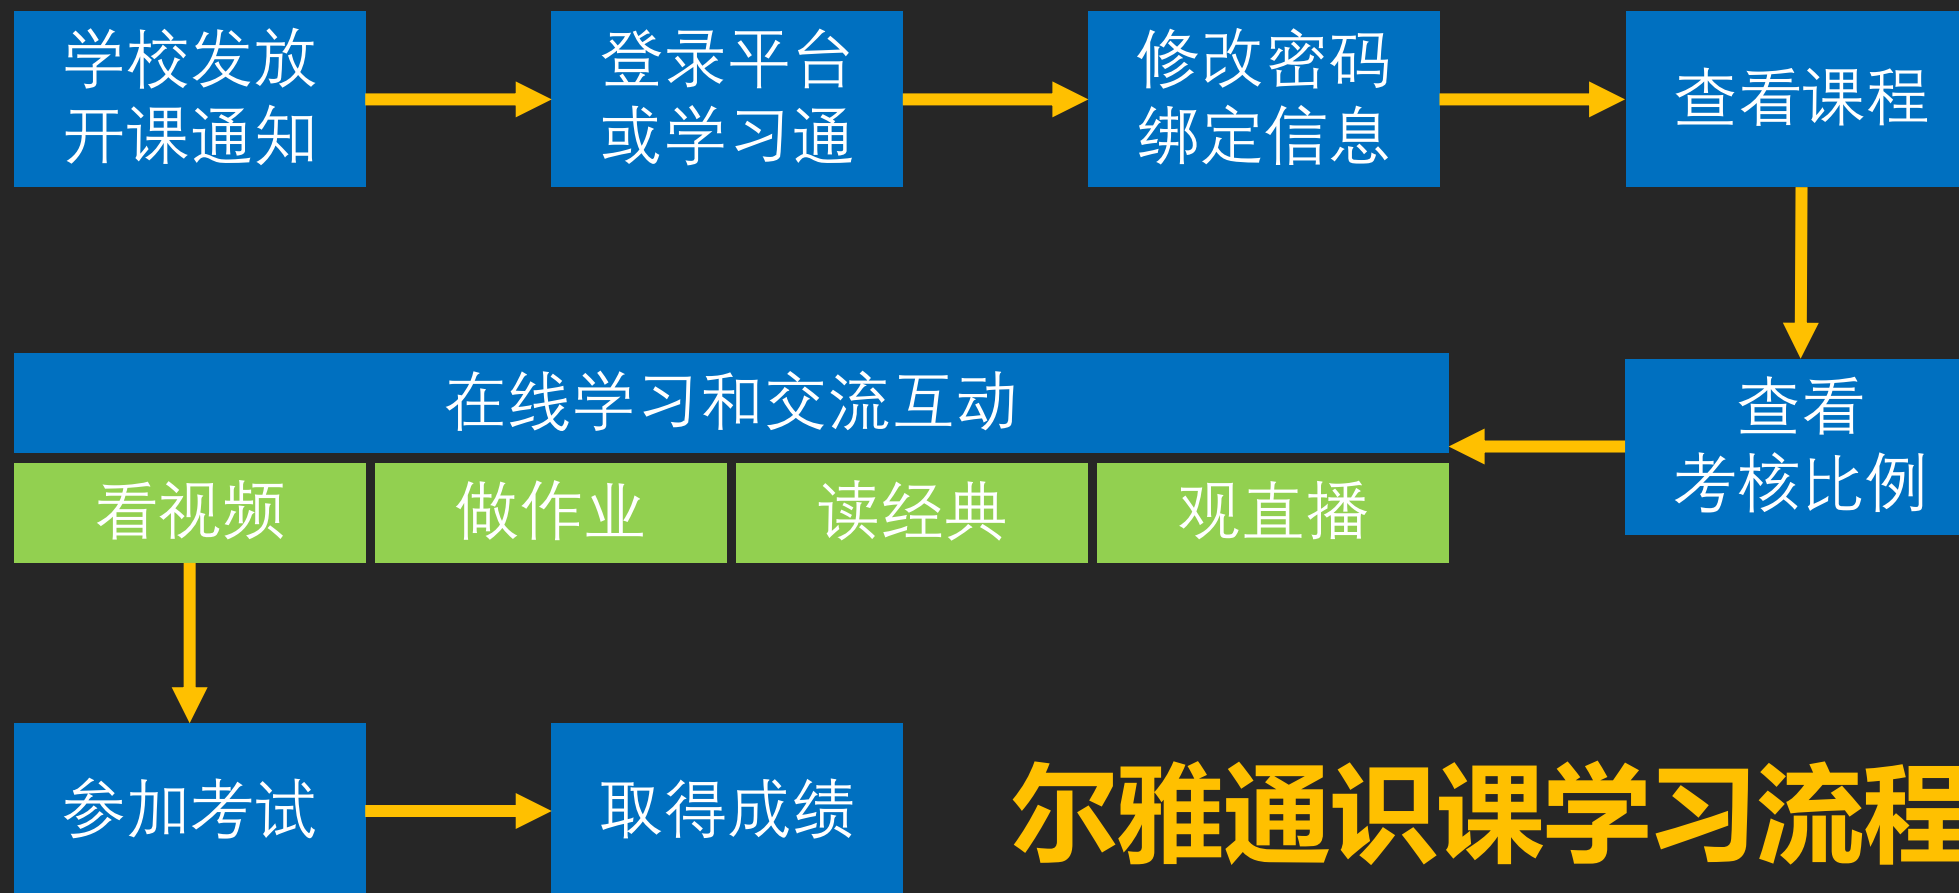 学校发放
开课通知
登录平台
或学习通
修改密码
绑定信息
查看课程
查看
考核比例
在线学习和交流互动
看视频
做作业
读经典
观直播
参加考试
取得成绩
尔雅通识课学习流程